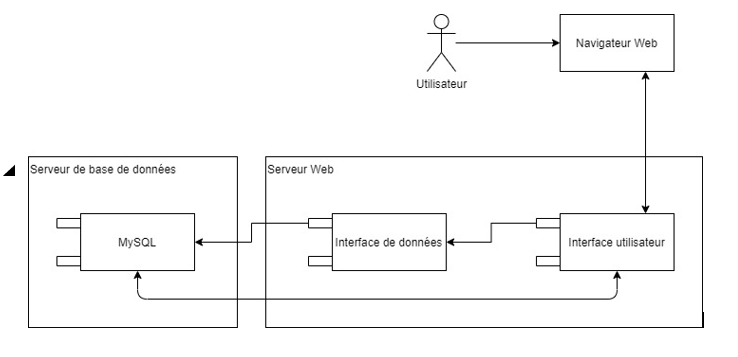 Navigateur Web
Utilisateur
Serveur de base de données
Serveur Web
MySQL
Interface de données
Interface utilisateur